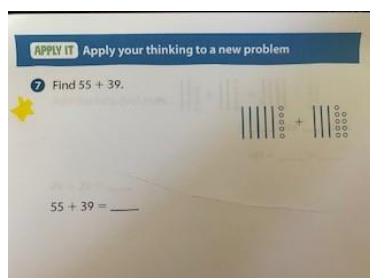 APPLY IT Apply your thinking to a new problem
7 Find 55 + 39.
+
55 + 39 = ____